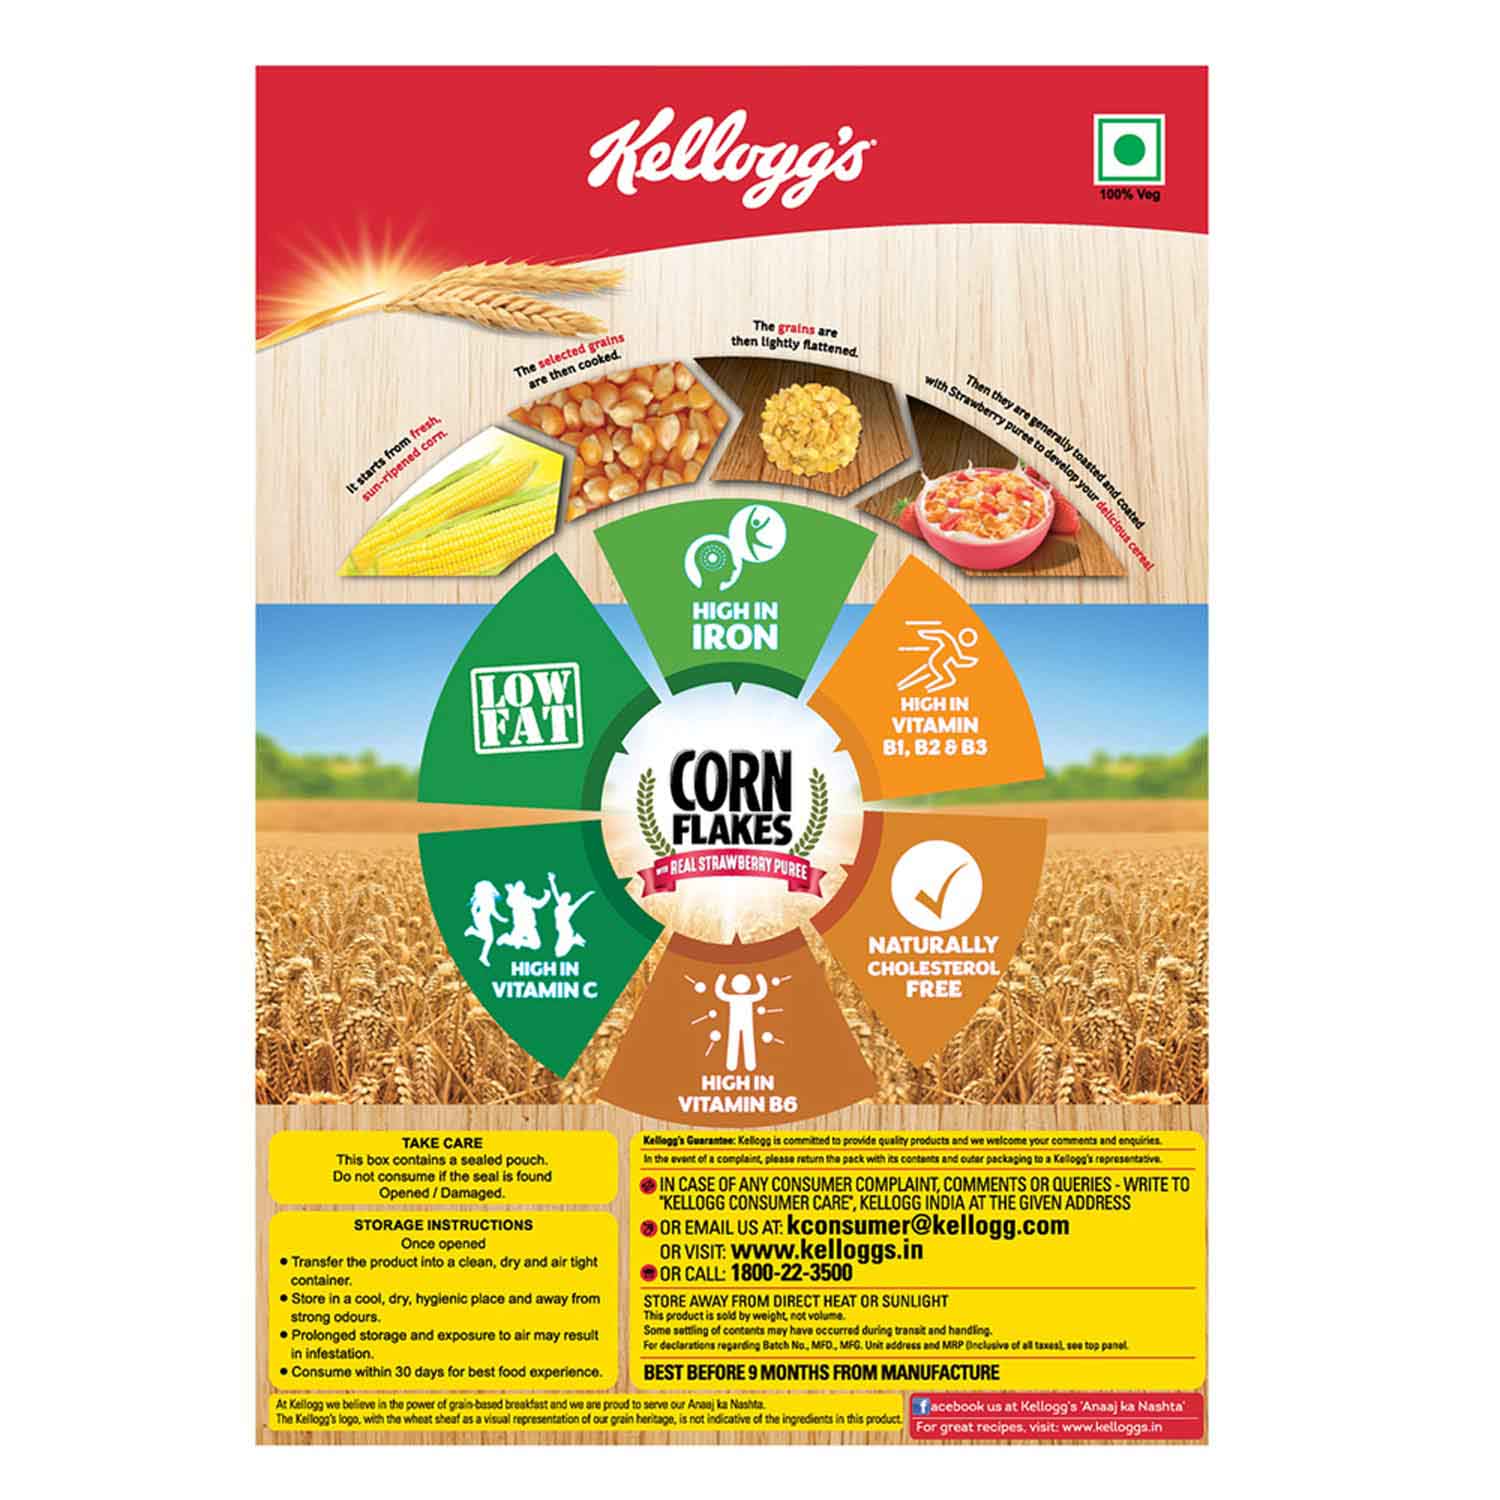 Kellogg's
100% Veg
It starts from fresh,
sun-ripened corn.
The selected grains
are then cooked.
The grains are
then lightly flattened.
Then they are generally toasted and coated
with Strawberry puree to develop your delicious cereal
HIGH IN
IRON
LOW
FAT
HIGH IN
VITAMIN
B1, B2 & B3
CORN
FLAKES
WITH REAL STRAWBERRY PUREE
HIGH IN
VITAMIN C
NATURALLY
CHOLESTEROL
FREE
HIGH IN
VITAMIN B6
TAKE CARE
This box contains a sealed pouch.
Do not consume if the seal is found
Opened / Damaged.
STORAGE INSTRUCTIONS
Once opened
• Transfer the product into a clean, dry and air tight
container.
• Store in a cool, dry, hygienic place and away from
strong odours.
• Prolonged storage and exposure to air may result
in infestation.
• Consume within 30 days for best food experience.
Kellogg's Guarantee: Kellogg is committed to provide quality products and we welcome your comments and enquiries.
In the event of a complaint, please return the pack with its contents and outer packaging to a Kellogg's representative.
IN CASE OF ANY CONSUMER COMPLAINT, COMMENTS OR QUERIES - WRITE TO
"KELLOGG CONSUMER CARE", KELLOGG INDIA AT THE GIVEN ADDRESS
OR EMAIL US AT: kconsumer@kellogg.com
OR VISIT: www.kelloggs.in
OR CALL: 1800-22-3500
STORE AWAY FROM DIRECT HEAT OR SUNLIGHT
This product is sold by weight, not volume.
Some settling of contents may have occurred during transit and handling.
For declarations regarding Batch No., MFD., MFG. Unit address and MRP (Inclusive of all taxes), see top panel.
BEST BEFORE 9 MONTHS FROM MANUFACTURE
At Kellogg we believe in the power of grain-based breakfast and we are proud to serve our Anaaj ka Nashta.
The Kellogg's logo, with the wheat sheaf as a visual representation of our grain heritage, is not indicative of the ingredients in this product.
facebook us at Kellogg's 'Anaaj ka Nashta'
For great recipes, visit: www.kelloggs.in